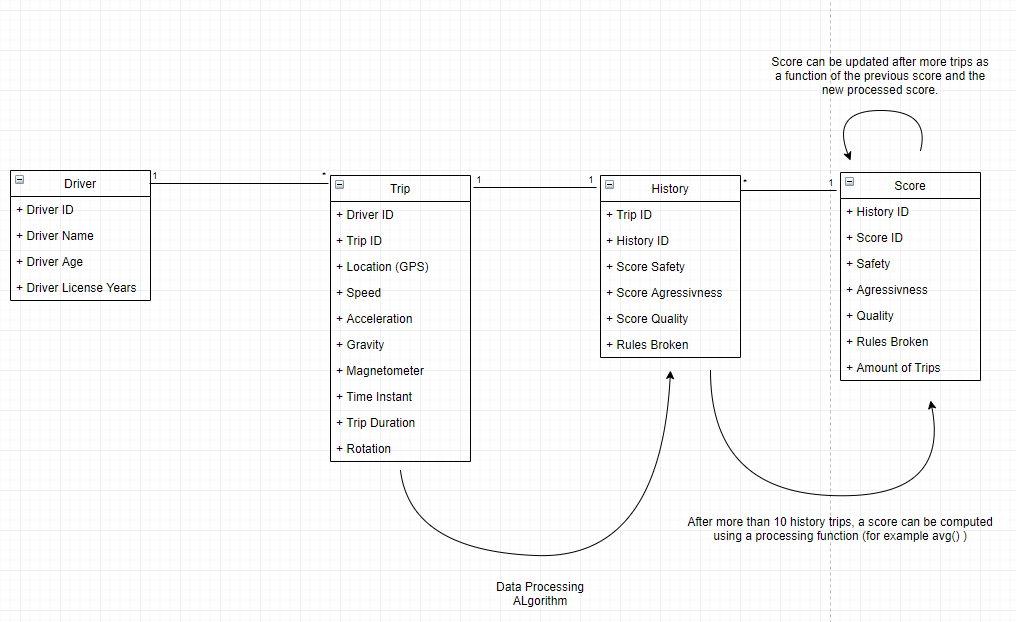 Score can be updated after more trips as
a function of the previous score and the
new processed score.
Driver
+ Driver ID
+ Driver Name
+ Driver Age
+ Driver License Years
1
*
Trip
+ Driver ID
+ Trip ID
+ Location (GPS)
+ Speed
+ Acceleration
+ Gravity
+ Magnetometer
+ Time Instant
+ Trip Duration
+ Rotation
1
1
History
+ Trip ID
+ History ID
+ Score Safety
+ Score Agressivness
+ Score Quality
+ Rules Broken
*
1
Score
+ History ID
+ Score ID
+ Safety
+ Agressivness
+ Quality
+ Rules Broken
+ Amount of Trips
After more than 10 history trips, a score can be computed
using a processing function (for example avg() )
Data Processing
ALgorithm